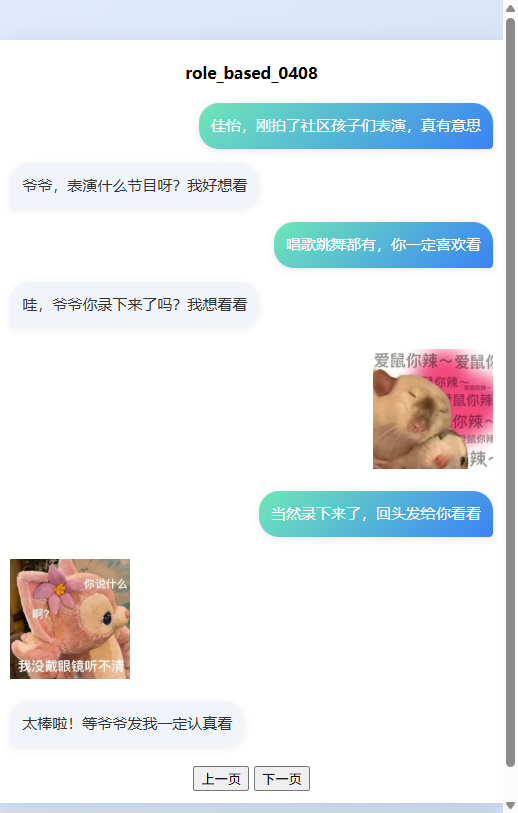 role_based_0408
佳怡，刚拍了社区孩子们表演，真有意思
爷爷，表演什么节目呀？我好想看
唱歌跳舞都有，你一定喜欢看
哇，爷爷你录下来了吗？我想看看
爱鼠你辣～爱鼠你
鼠你辣～
当然录下来了，回头发给你看看
你说什么
啊？
我没戴眼镜听不清
太棒啦！等爷爷发我一定认真看
上一页 下一页